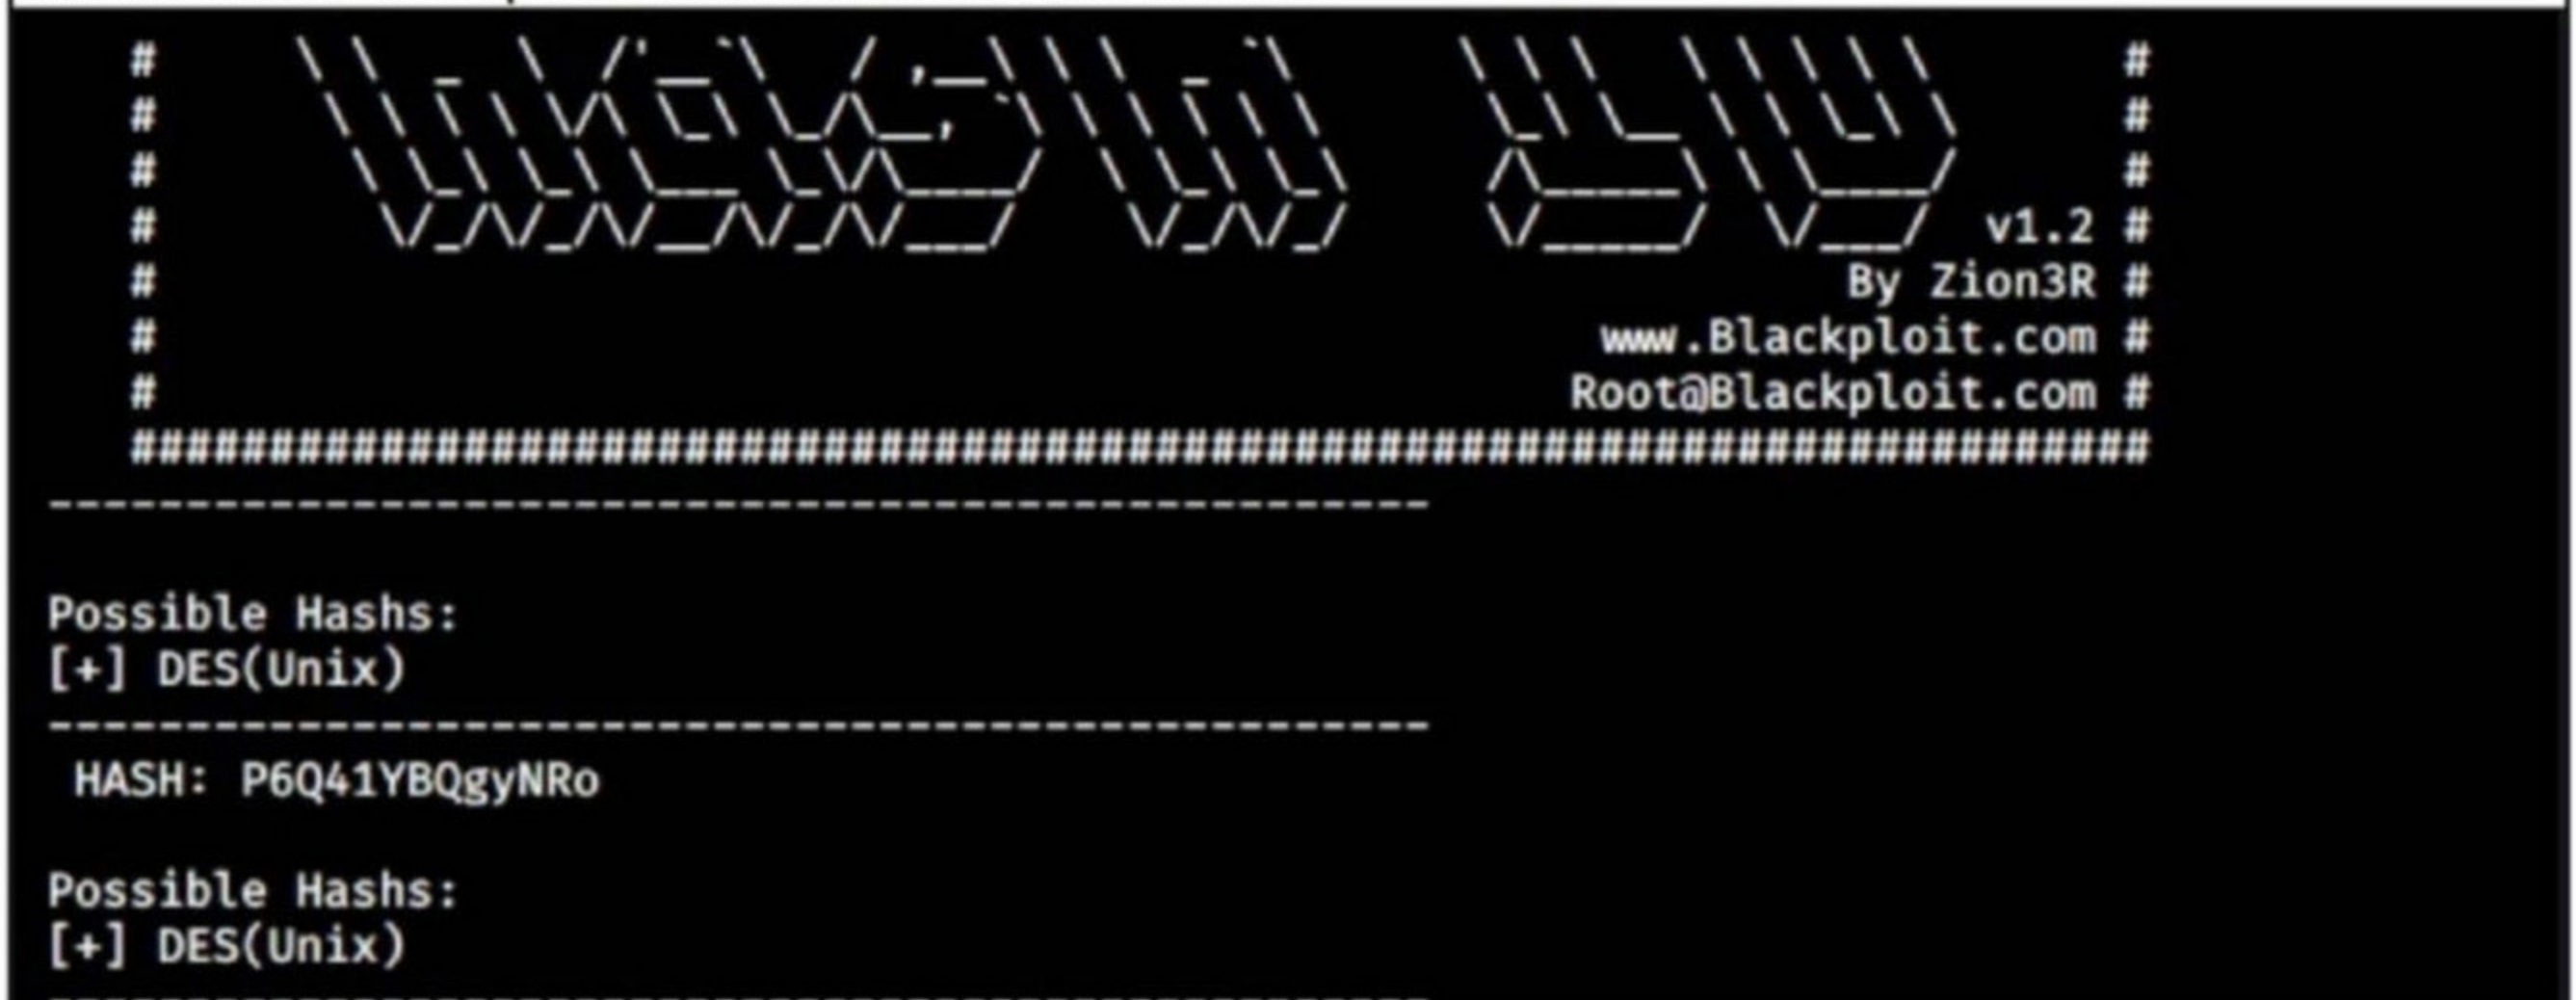 v1.2
By Zion3R
www.Blackploit.com
Root@Blackploit.com
Possible Hashs:
[+] DES(Unix)
HASH: P6Q41YBQgyNRo
Possible Hashs:
[+] DES(Unix)